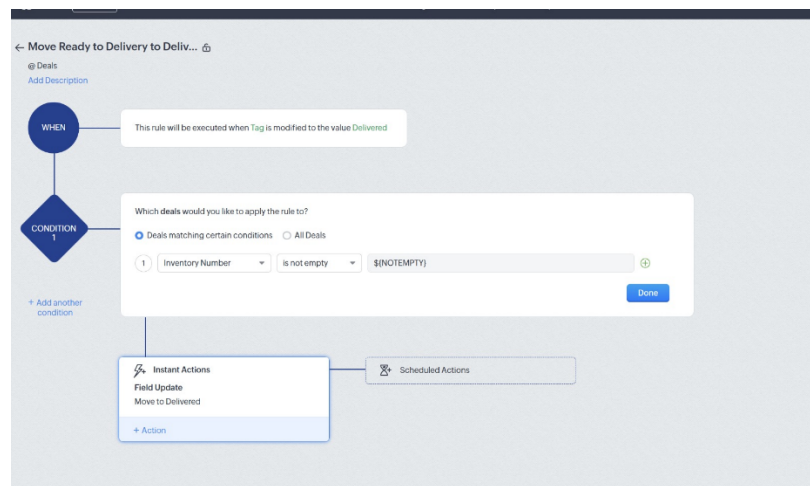 Move Ready to Delivery to Deliv...
@ Deals
Add Description
WHEN
This rule will be executed when Tag is modified to the value Delivered
Which deals would you like to apply the rule to?
CONDITION
1
Deals matching certain conditions All Deals
1 Inventory Number is not empty ${NOTEMPTY}
Done
+ Add another
condition
Instant Actions
Scheduled Actions
Field Update
Move to Delivered
+ Action